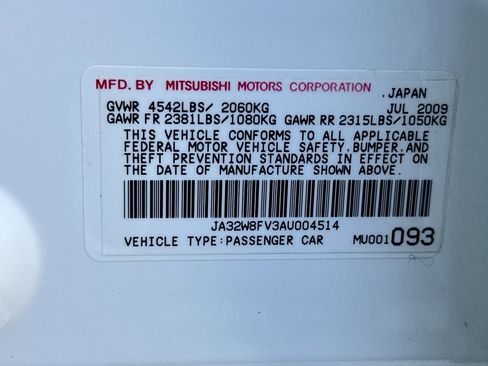 MFD. BY MITSUBISHI MOTORS CORPORATION .JAPAN
GVWR 4542LBS/ 2060KG JUL 2009
GAWR FR 2381LBS/1080KG GAWR RR 2315LBS/1050KG
THIS VEHICLE CONFORMS TO ALL APPLICABLE
FEDERAL MOTOR VEHICLE SAFETY,BUMPER,AND
THEFT PREVENTION STANDARDS IN EFFECT ON
THE DATE OF MANUFACTURE SHOWN ABOVE.
JA32W8FV3AU004514
VEHICLE TYPE:PASSENGER CAR MU001093